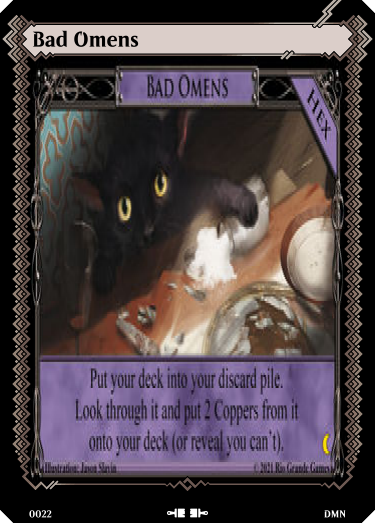 Bad Omens
Bad Omens
Hex
Put your deck into your discard pile.
Look through it and put 2 Coppers from it
onto your deck (or reveal you can't).
Illustration: Jason Slavin
© 2021 Rio Grande Games
0022
DMN